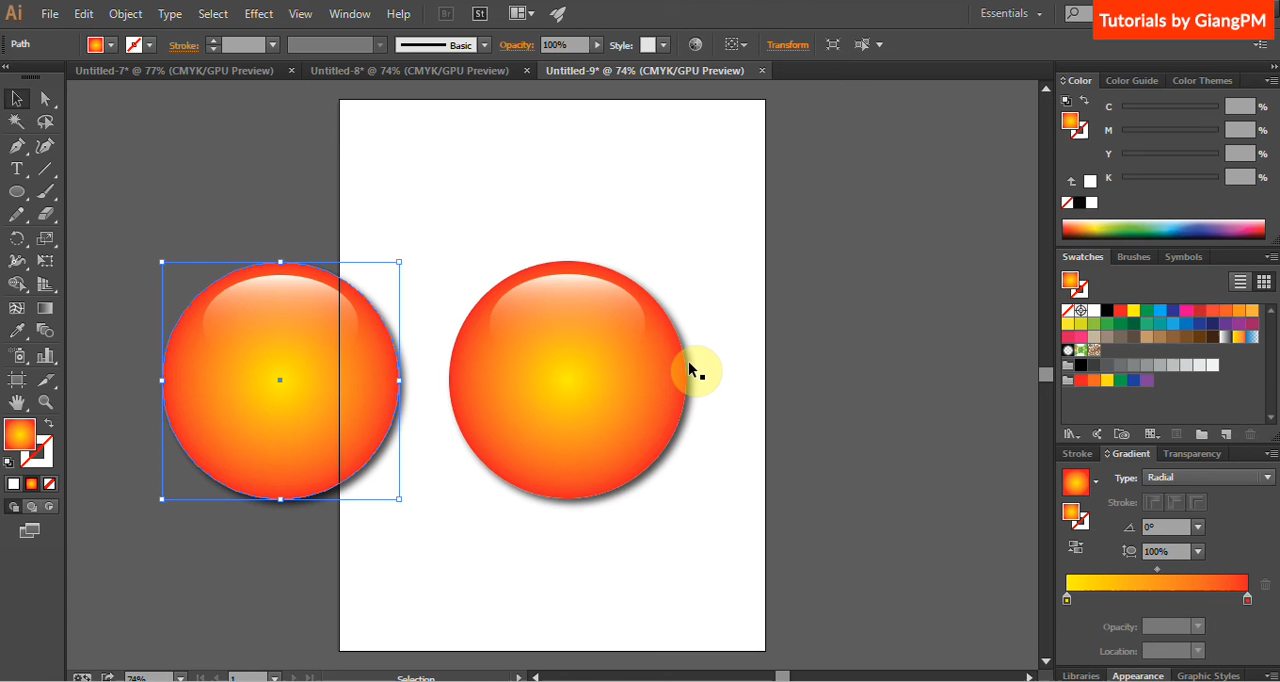 Ai File Edit Object Type Select Effect View Window Help Br St Essentials
Tutorials by GiangPM
Path Stroke: Basic Opacity: 100% Style: Transform
Untitled-7* @ 77% (CMYK/GPU Preview) × Untitled-8* @ 74% (CMYK/GPU Preview) × Untitled-9* @ 74% (CMYK/GPU Preview) ×
Color Color Guide Color Themes
C %
M %
Y %
K %
Swatches Brushes Symbols
Stroke Gradient Transparency
Type: Radial
Stroke:
0°
100%
Opacity:
Location:
74% 1 Selection
Libraries Appearance Graphic Styles